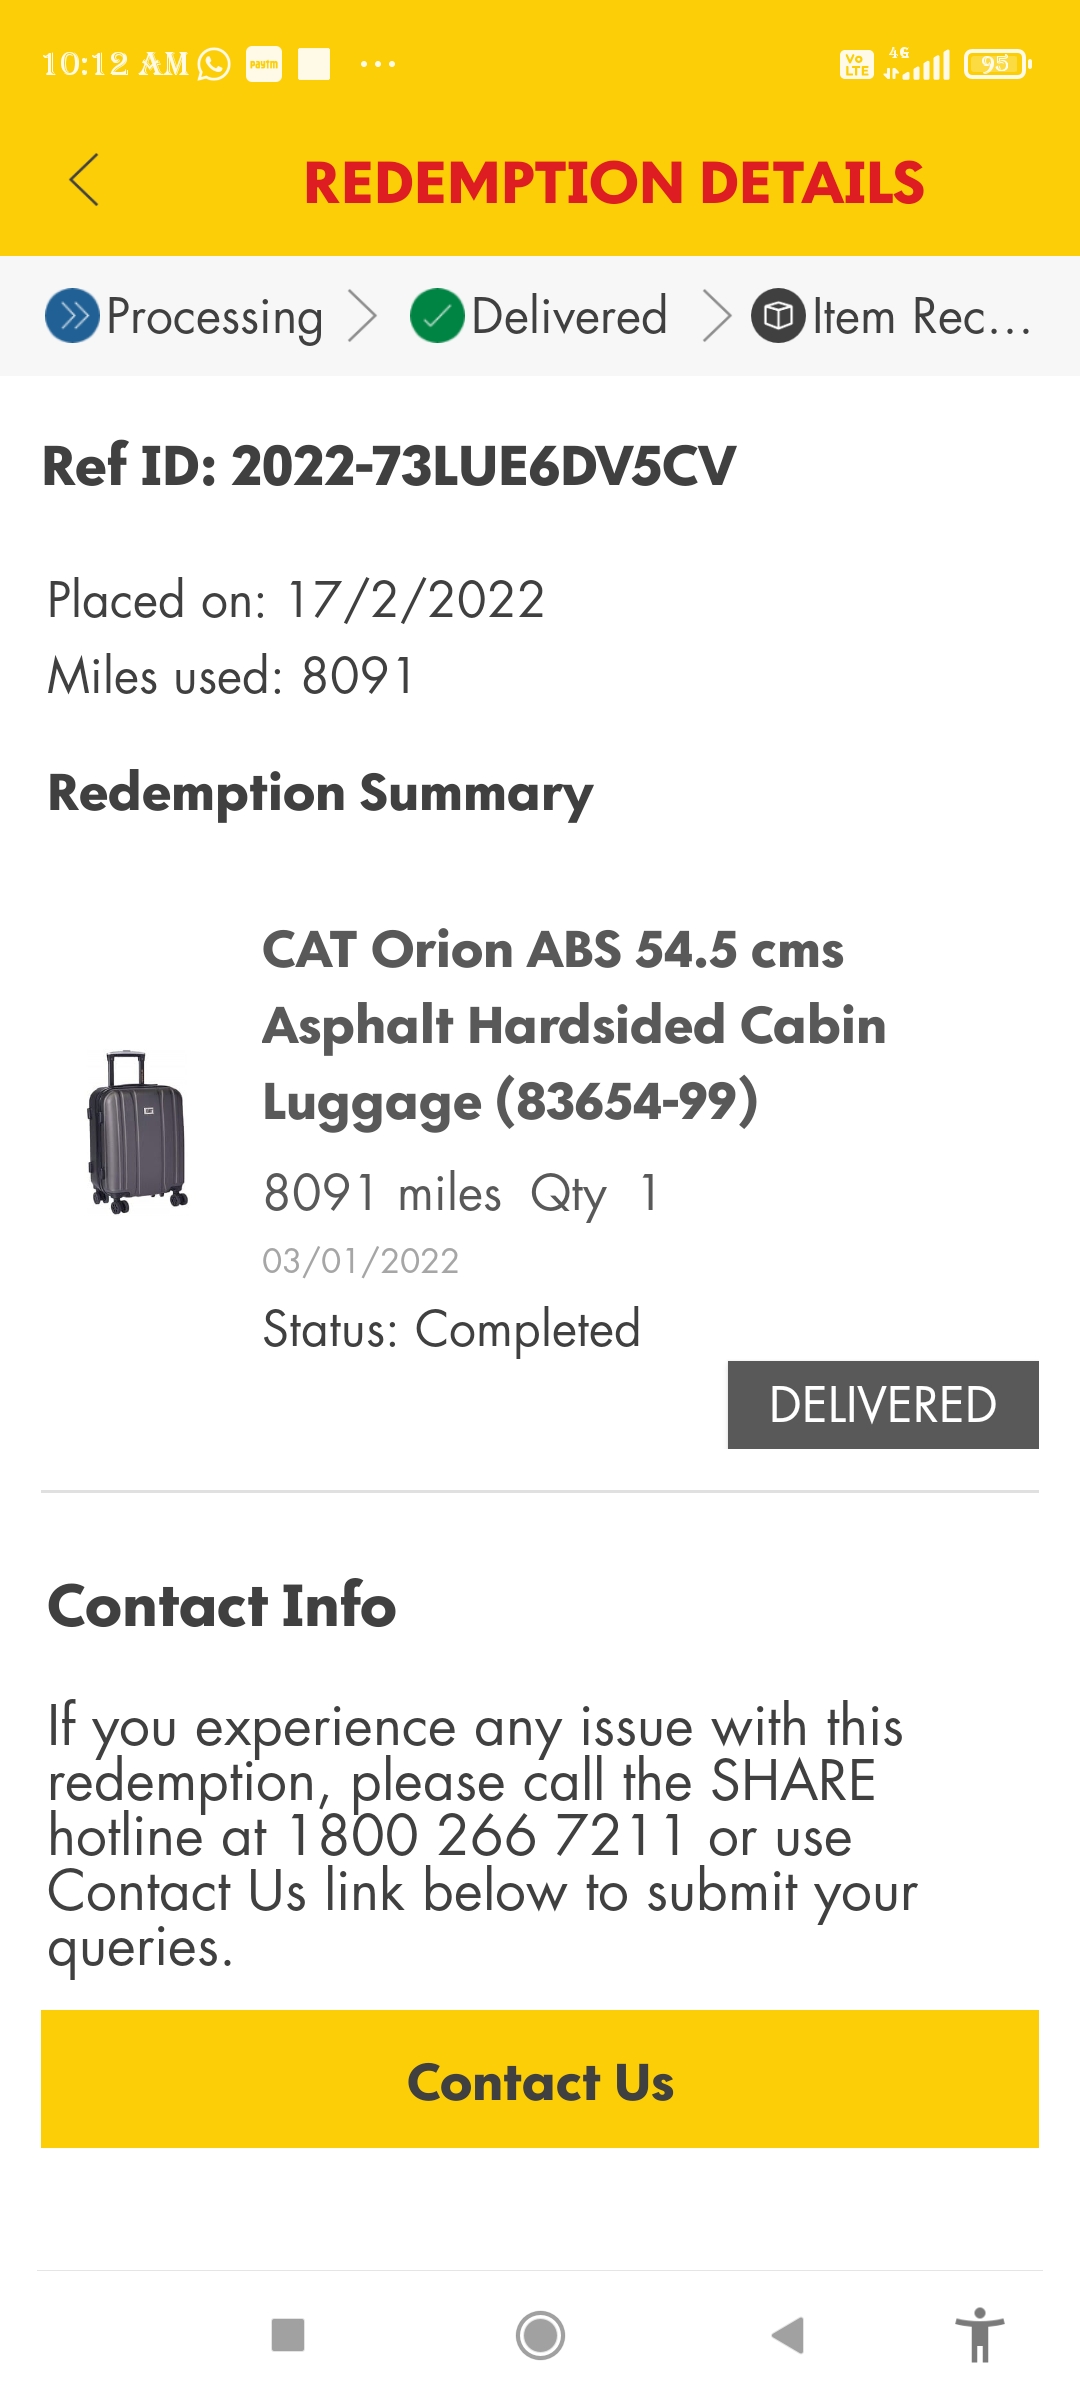 10:12 AM
Paytm
Vo LTE
4G
95
REDEMPTION DETAILS
Processing
Delivered
Item Rec...
Ref ID: 2022-73LUE6DV5CV
Placed on: 17/2/2022
Miles used: 8091
Redemption Summary
CAT Orion ABS 54.5 cms
Asphalt Hardsided Cabin
Luggage (83654-99)
8091 miles Qty 1
03/01/2022
Status: Completed
DELIVERED
Contact Info
If you experience any issue with this
redemption, please call the SHARE
hotline at 1800 266 7211 or use
Contact Us link below to submit your
queries.
Contact Us